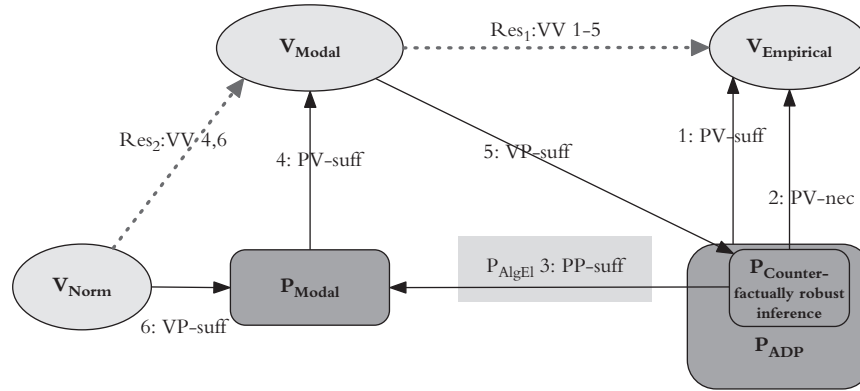 Res1:VV 1-5
VModal
VEmpirical
Res2:VV 4,6
4: PV-suff
5: VP-suff
1: PV-suff
2: PV-nec
VNorm
PModal
PAlgEl 3: PP-suff
PCounter-
factually robust
inference
6: VP-suff
PADP